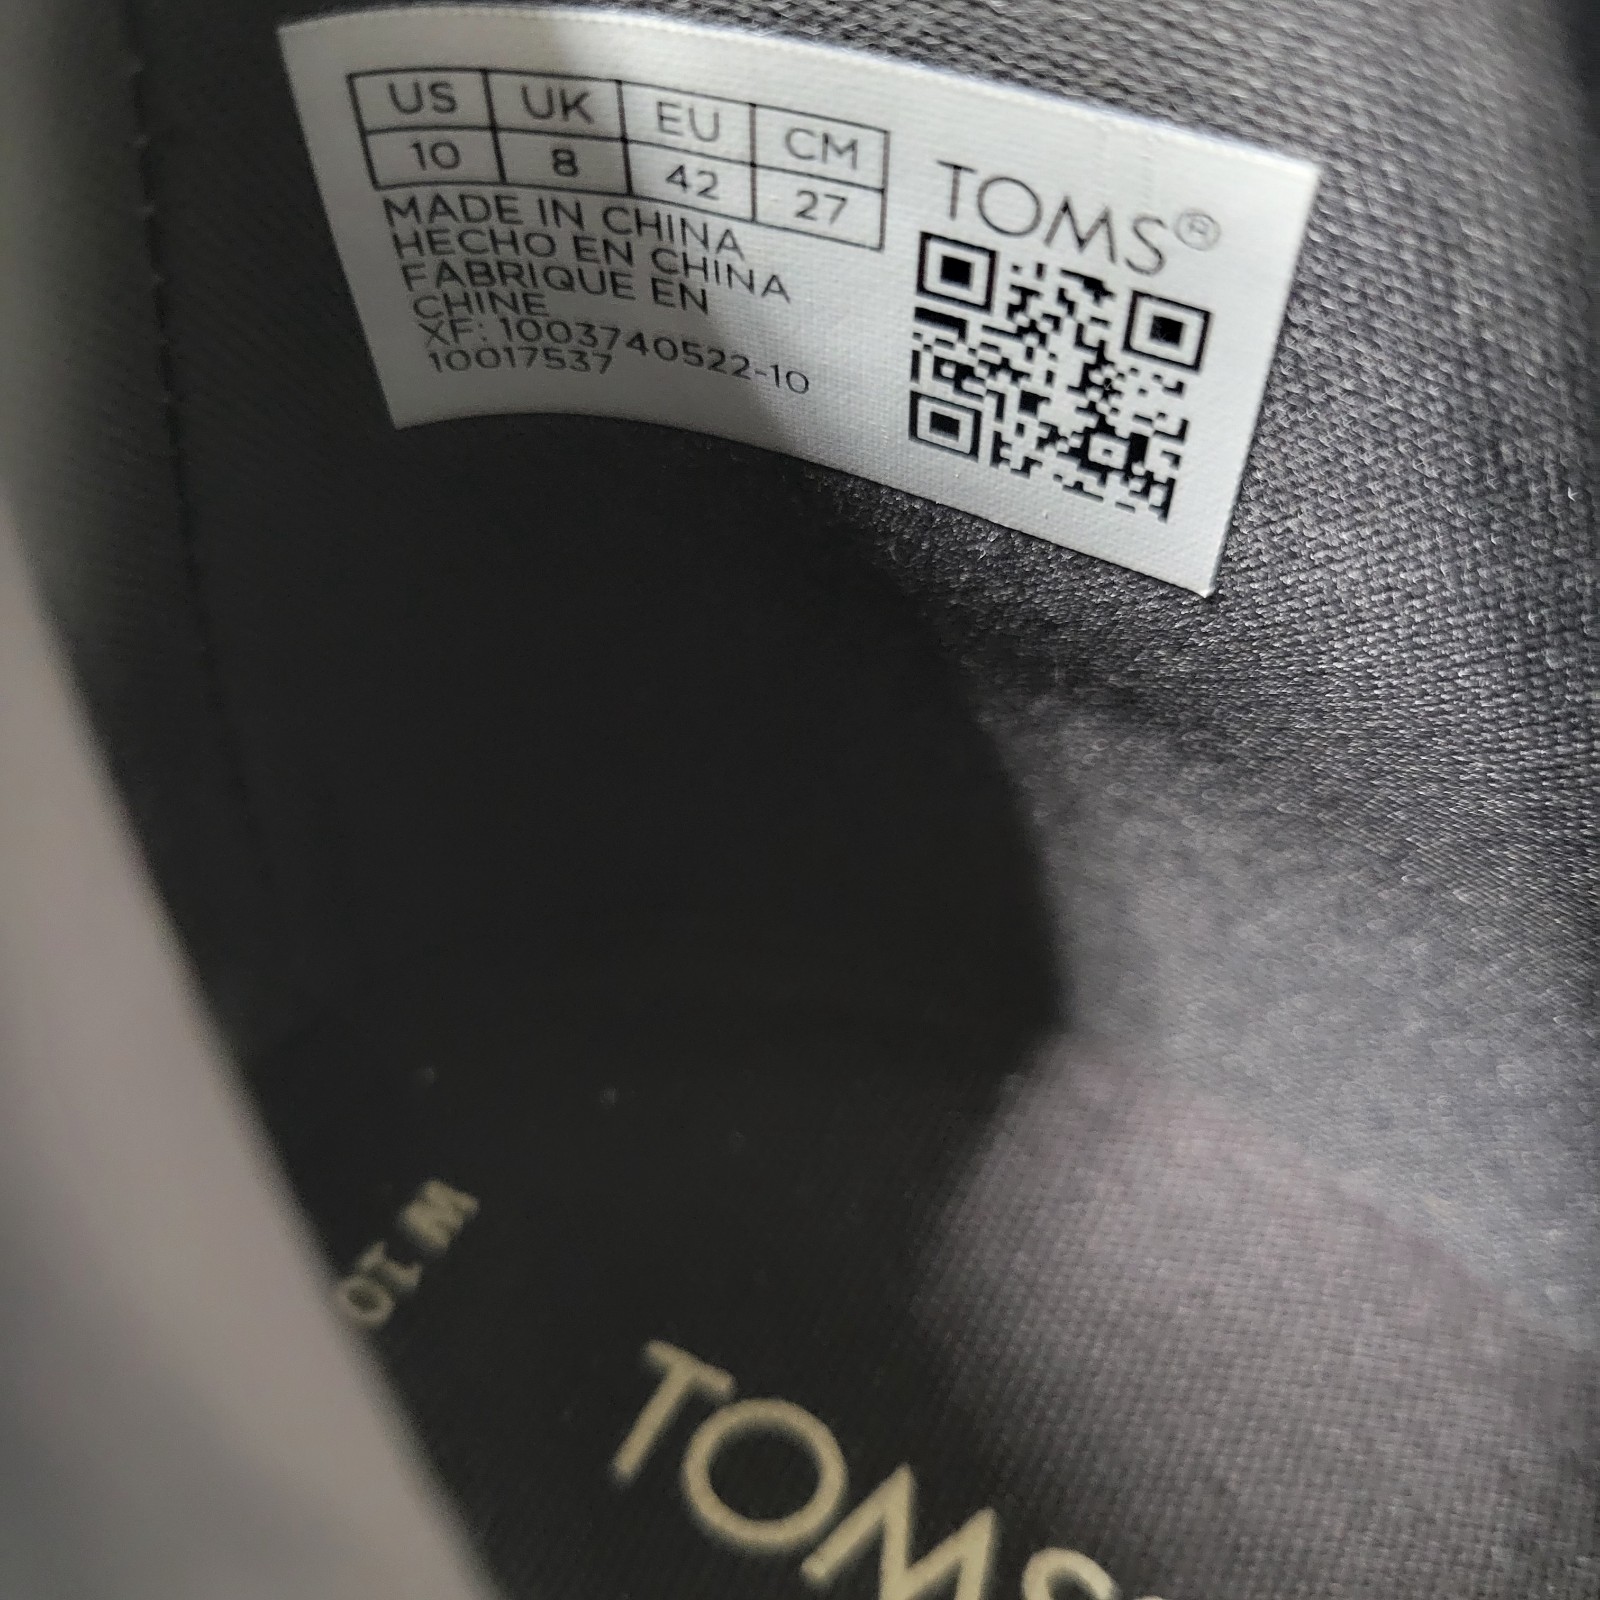 US UK EU CM
10 8 42 27
MADE IN CHINA
HECHO EN CHINA
FABRIQUE EN
CHINE
XF: 1003740522-10
10017537
TOMS®
W 10
TOMS